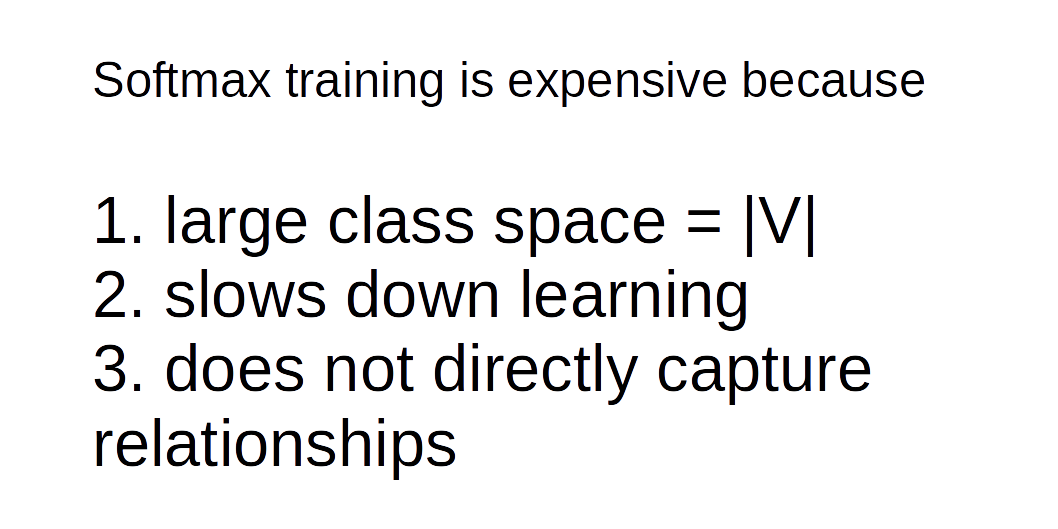 Softmax training is expensive because
1. large class space = |V|
2. slows down learning
3. does not directly capture
relationships